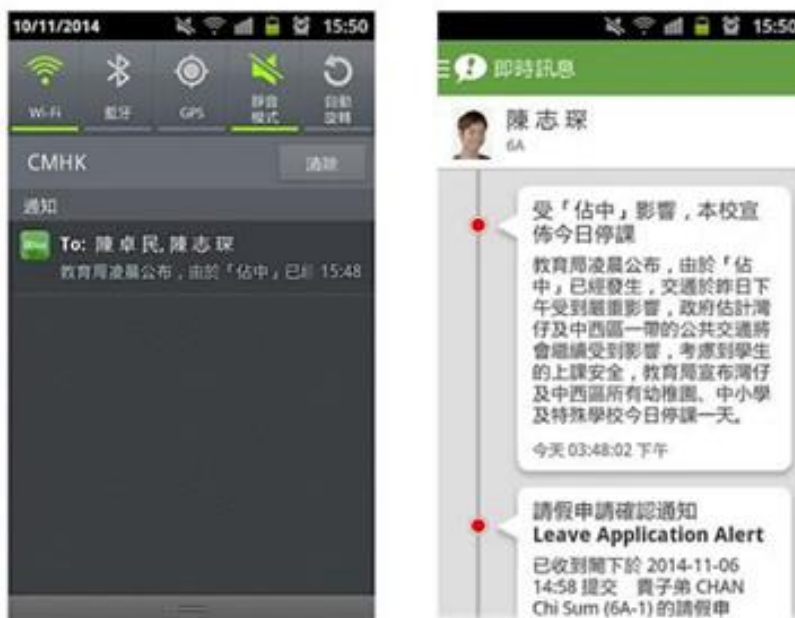 10/11/2014
15:50
Wi-Fi
藍牙
GPS
靜音
模式
自動
旋轉
CMHK
清除
通知
To: 陳卓民, 陳志琛
教育局凌晨公布，由於「佔中」已經 15:48
15:50
即時訊息
陳志琛
6A
受「佔中」影響，本校宣
佈今日停課
教育局凌晨公布，由於「佔
中」已經發生，交通於昨日下
午受到嚴重影響，政府估計灣
仔及中西區一帶的公共交通將
會繼續受到影響，考慮到學生
的上課安全，教育局宣布灣仔
及中西區所有幼稚園、中小學
及特殊學校今日停課一天。
今天 03:48:02 下午
請假申請確認通知
Leave Application Alert
已收到閣下於 2014-11-06
14:58 提交 貴子弟 CHAN
Chi Sum (6A-1) 的請假申